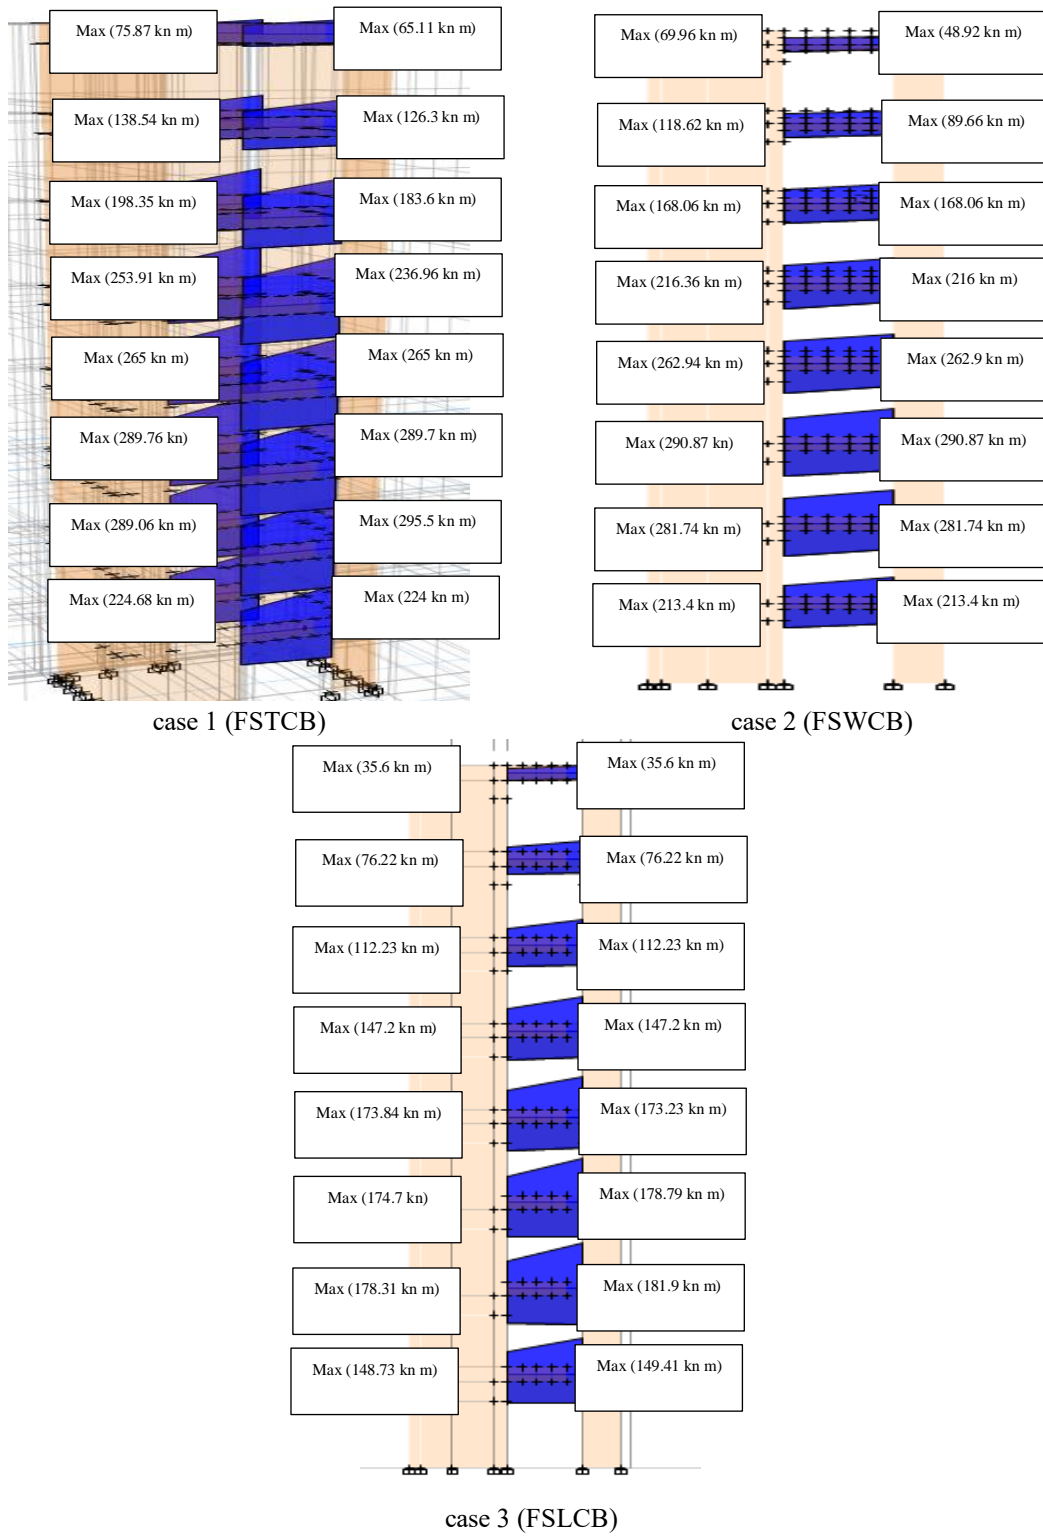 Max (75.87 kn m)
Max (65.11 kn m)
Max (138.54 kn m)
Max (126.3 kn m)
Max (198.35 kn m)
Max (183.6 kn m)
Max (253.91 kn m)
Max (236.96 kn m)
Max (265 kn m)
Max (265 kn m)
Max (289.76 kn)
Max (289.7 kn m)
Max (289.06 kn m)
Max (295.5 kn m)
Max (224.68 kn m)
Max (224 kn m)
case 1 (FSTCB)
Max (69.96 kn m)
Max (48.92 kn m)
Max (118.62 kn m)
Max (89.66 kn m)
Max (168.06 kn m)
Max (168.06 kn m)
Max (216.36 kn m)
Max (216 kn m)
Max (262.94 kn m)
Max (262.9 kn m)
Max (290.87 kn)
Max (290.87 kn m)
Max (281.74 kn m)
Max (281.74 kn m)
Max (213.4 kn m)
Max (213.4 kn m)
case 2 (FSWCB)
Max (35.6 kn m)
Max (35.6 kn m)
Max (76.22 kn m)
Max (76.22 kn m)
Max (112.23 kn m)
Max (112.23 kn m)
Max (147.2 kn m)
Max (147.2 kn m)
Max (173.84 kn m)
Max (173.23 kn m)
Max (174.7 kn)
Max (178.79 kn m)
Max (178.31 kn m)
Max (181.9 kn m)
Max (148.73 kn m)
Max (149.41 kn m)
case 3 (FSLCB)